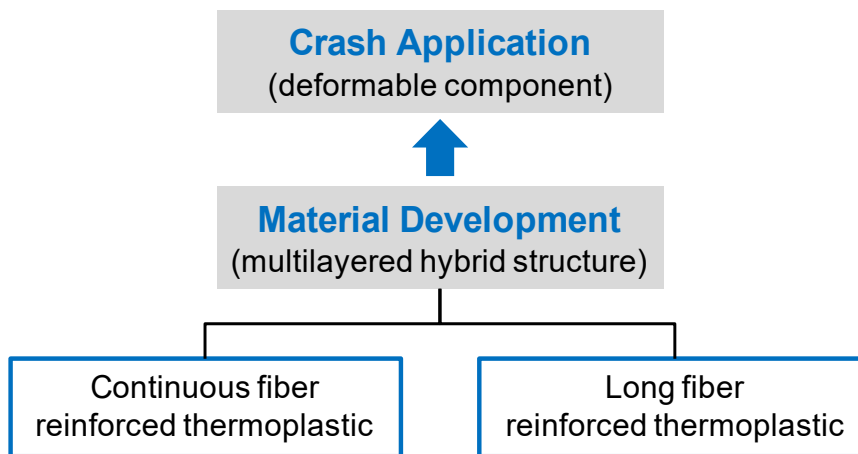 Crash Application
(deformable component)
Material Development
(multilayered hybrid structure)
Continuous fiber
reinforced thermoplastic
Long fiber
reinforced thermoplastic